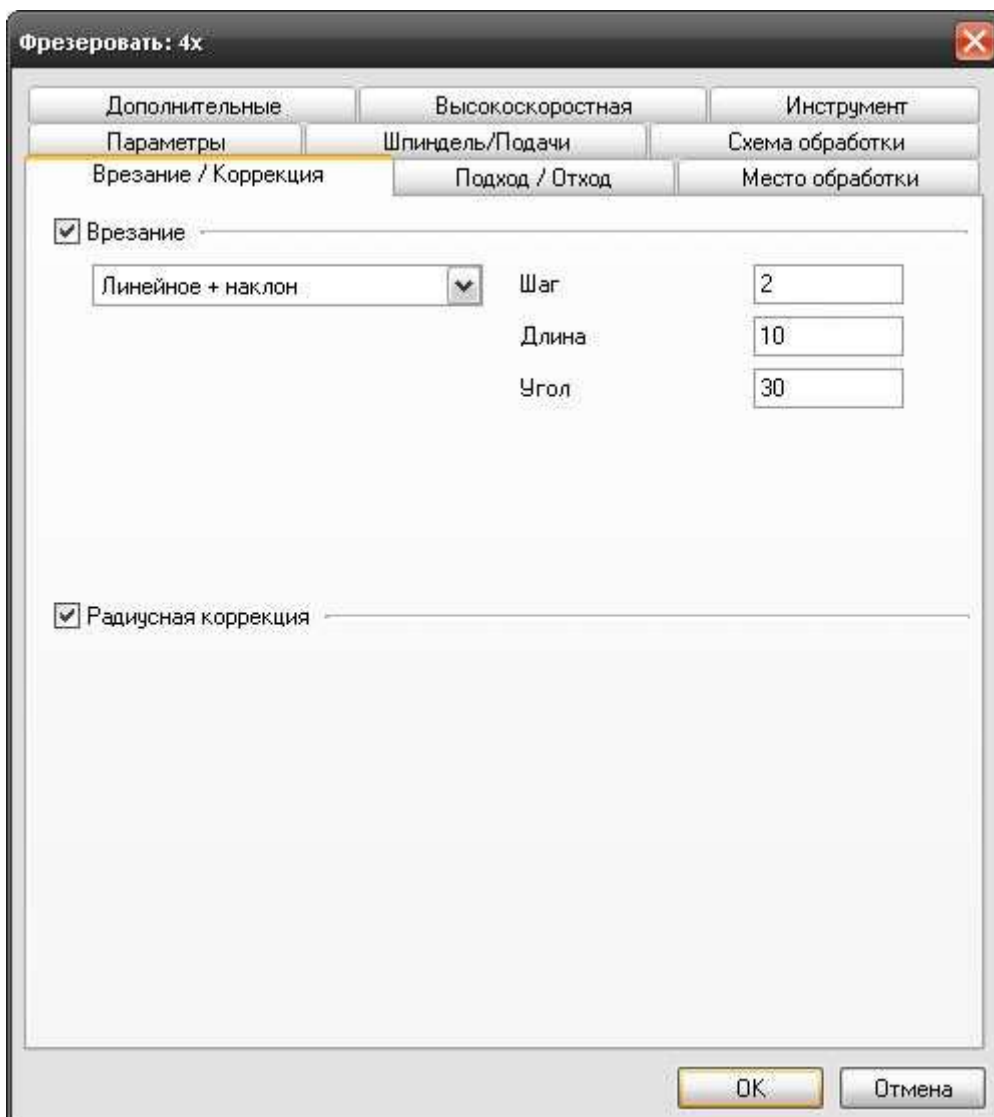 Фрезеровать: 4x
Дополнительные Высокоскоростная Инструмент
Параметры Шпиндель/Подачи Схема обработки
Врезание / Коррекция Подход / Отход Место обработки
Врезание
Линейное + наклон Шаг 2
Длина 10
Угол 30
Радиусная коррекция
ОК Отмена